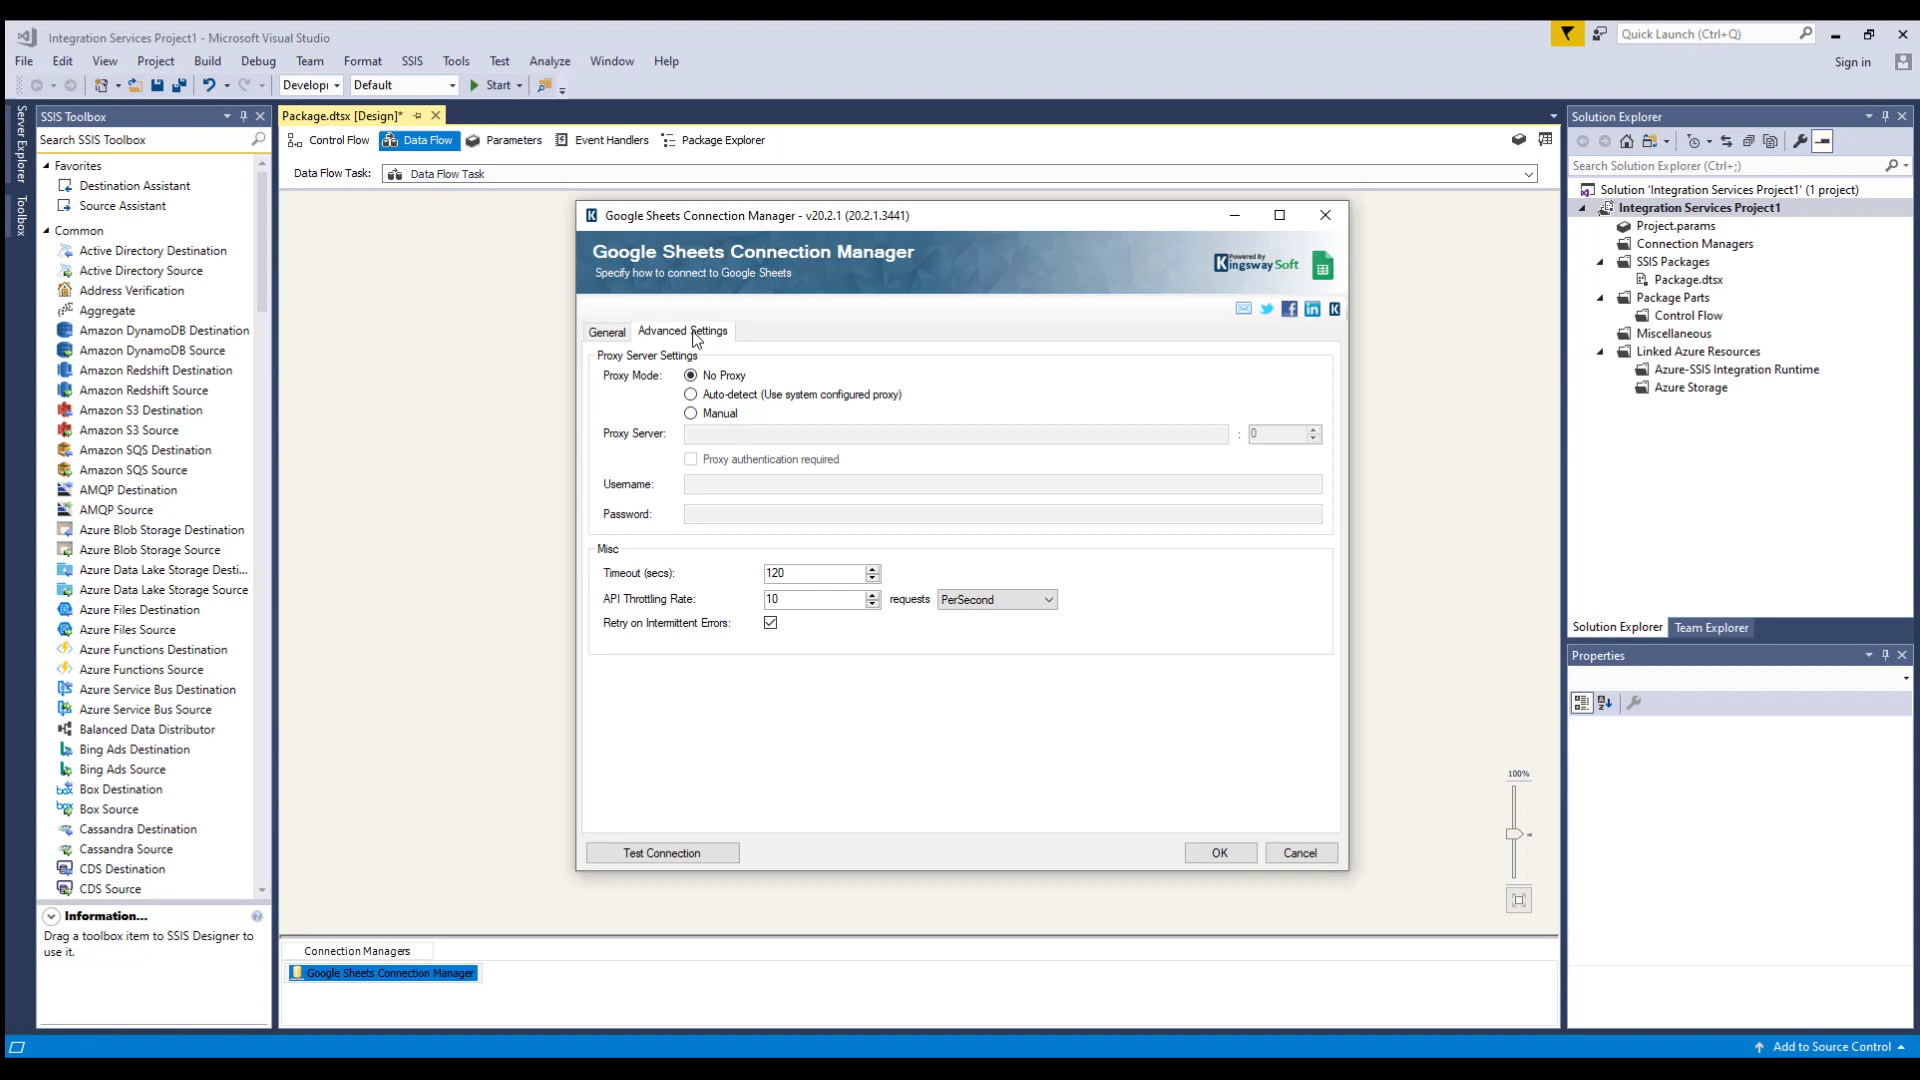 Integration Services Project1 - Microsoft Visual Studio
Quick Launch (Ctrl+Q)
File Edit View Project Build Debug Team Format SSIS Tools Test Analyze Window Help
Sign in
Developı Default Start
Server Explorer
Toolbox
SSIS Toolbox
Search SSIS Toolbox
Favorites
Destination Assistant
Source Assistant
Common
Active Directory Destination
Active Directory Source
Address Verification
Aggregate
Amazon DynamoDB Destination
Amazon DynamoDB Source
Amazon Redshift Destination
Amazon Redshift Source
Amazon S3 Destination
Amazon S3 Source
Amazon SQS Destination
Amazon SQS Source
AMQP Destination
AMQP Source
Azure Blob Storage Destination
Azure Blob Storage Source
Azure Data Lake Storage Desti...
Azure Data Lake Storage Source
Azure Files Destination
Azure Files Source
Azure Functions Destination
Azure Functions Source
Azure Service Bus Destination
Azure Service Bus Source
Balanced Data Distributor
Bing Ads Destination
Bing Ads Source
Box Destination
Box Source
Cassandra Destination
Cassandra Source
CDS Destination
CDS Source
Information...
Drag a toolbox item to SSIS Designer to
use it.
Package.dtsx [Design]*
Control Flow Data Flow Parameters Event Handlers Package Explorer
Data Flow Task: Data Flow Task
Google Sheets Connection Manager - v20.2.1 (20.2.1.3441)
Google Sheets Connection Manager
Specify how to connect to Google Sheets
Powered By
KingswaySoft
General Advanced Settings
Proxy Server Settings
Proxy Mode: No Proxy
Auto-detect (Use system configured proxy)
Manual
Proxy Server: : 0
Proxy authentication required
Username:
Password:
Misc
Timeout (secs): 120
API Throttling Rate: 10 requests PerSecond
Retry on Intermittent Errors:
Test Connection OK Cancel
100%
Connection Managers
Google Sheets Connection Manager
Solution Explorer
Search Solution Explorer (Ctrl+;)
Solution 'Integration Services Project1' (1 project)
Integration Services Project1
Project.params
Connection Managers
SSIS Packages
Package.dtsx
Package Parts
Control Flow
Miscellaneous
Linked Azure Resources
Azure-SSIS Integration Runtime
Azure Storage
Solution Explorer Team Explorer
Properties
Add to Source Control